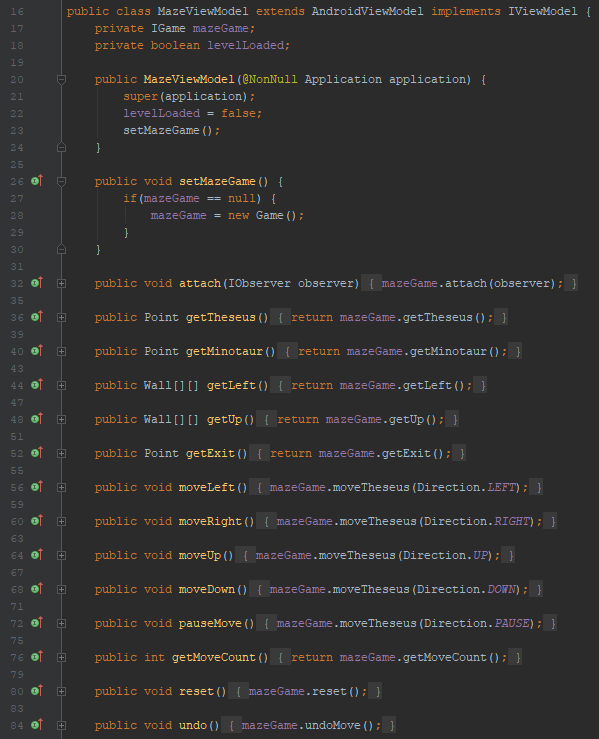 16 public class MazeViewModel extends AndroidViewModel implements IViewModel {
17 private IGame mazeGame;
18 private boolean levelLoaded;
19
20 public MazeViewModel(@NonNull Application application) {
21 super(application);
22 levelLoaded = false;
23 setMazeGame();
24 }
25
26 public void setMazeGame() {
27 if(mazeGame == null) {
28 mazeGame = new Game();
29 }
30 }
31
32 public void attach(IObserver observer) { mazeGame.attach(observer); }
35
36 public Point getTheseus() { return mazeGame.getTheseus(); }
39
40 public Point getMinotaur() { return mazeGame.getMinotaur(); }
43
44 public Wall[][] getLeft() { return mazeGame.getLeft(); }
47
48 public Wall[][] getUp() { return mazeGame.getUp(); }
51
52 public Point getExit() { return mazeGame.getExit(); }
55
56 public void moveLeft() { mazeGame.moveTheseus(Direction.LEFT); }
59
60 public void moveRight() { mazeGame.moveTheseus(Direction.RIGHT); }
63
64 public void moveUp() { mazeGame.moveTheseus(Direction.UP); }
67
68 public void moveDown() { mazeGame.moveTheseus(Direction.DOWN); }
71
72 public void pauseMove() { mazeGame.moveTheseus(Direction.PAUSE); }
75
76 public int getMoveCount() { return mazeGame.getMoveCount(); }
79
80 public void reset() { mazeGame.reset(); }
83
84 public void undo() { mazeGame.undoMove(); }